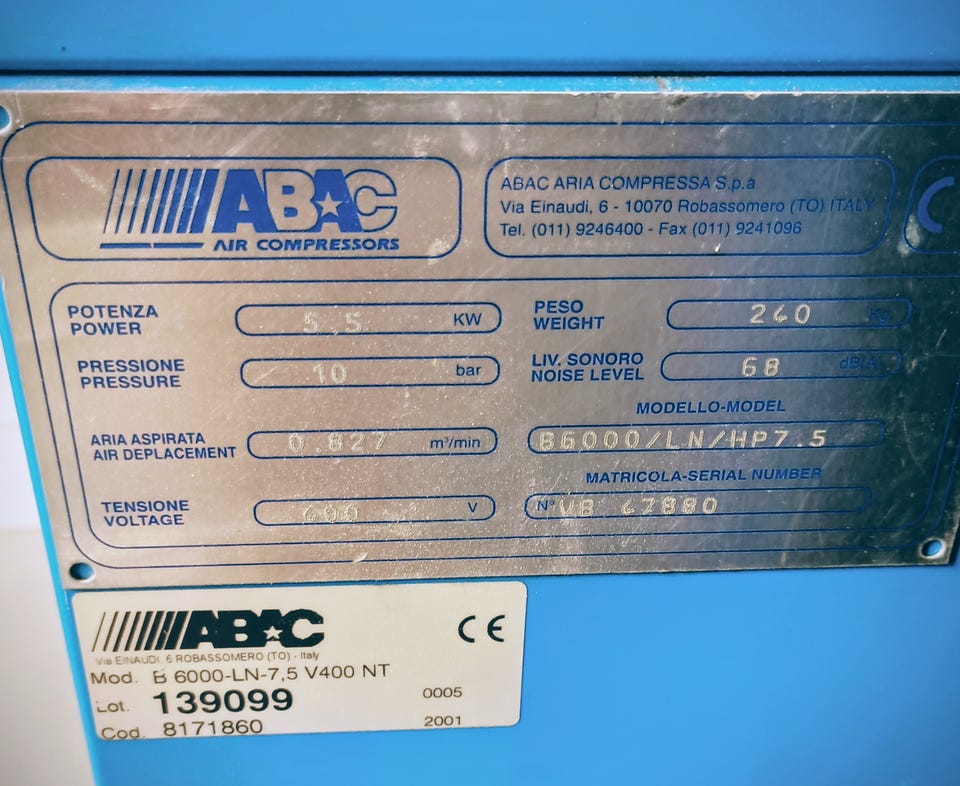 ABAC
AIR COMPRESSORS
ABAC ARIA COMPRESSA S.p.a
Via Einaudi, 6 - 10070 Robassomero (TO) ITALY
Tel. (011) 9246400 - Fax (011) 9241096
POTENZA
POWER
5.5 KW
PRESSIONE
PRESSURE
10 bar
ARIA ASPIRATA
AIR DEPLACEMENT
0.827 m³/min
TENSIONE
VOLTAGE
400 V
PESO
WEIGHT
240 Kg
LIV. SONORO
NOISE LEVEL
68 dB(A)
MODELLO-MODEL
B6000/LN/HP7.5
MATRICOLA-SERIAL NUMBER
N° VB 47880
ABAC
CE
Via EINAUDI, 6 ROBASSOMERO (TO) - Italy
Mod. B 6000-LN-7,5 V400 NT
Lot. 139099 0005
Cod. 8171860 2001